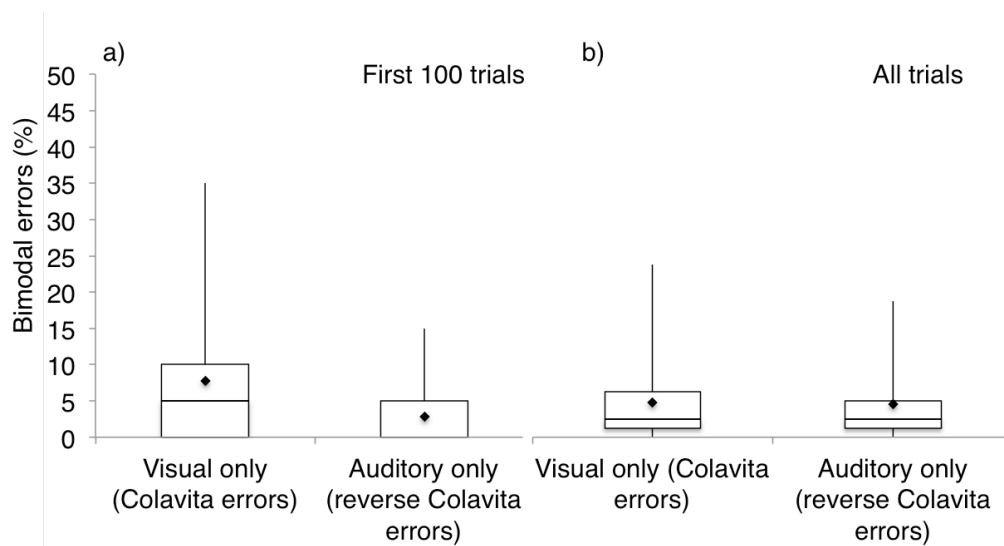 a)
First 100 trials
b)
All trials
Bimodal errors (%)
50
45
40
35
30
25
20
15
10
5
0
Visual only
(Colavita errors)
Auditory only
(reverse Colavita
errors)
Visual only (Colavita
errors)
Auditory only
(reverse Colavita
errors)